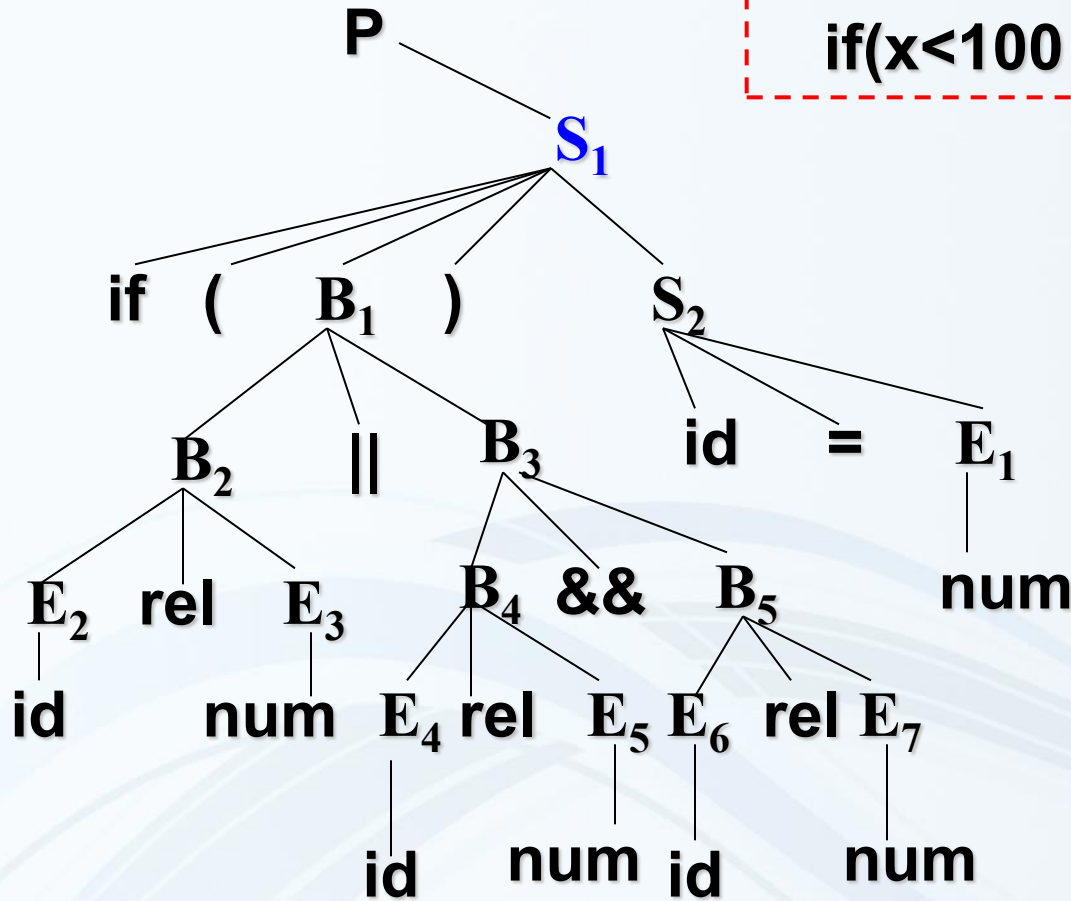 P
if(x<100
S₁
if ( B₁ ) S₂
B₂ || B₃ id = E₁
E₂ rel E₃ B₄ && B₅ num
id num E₄ rel E₅ E₆ rel E₇
id num id num